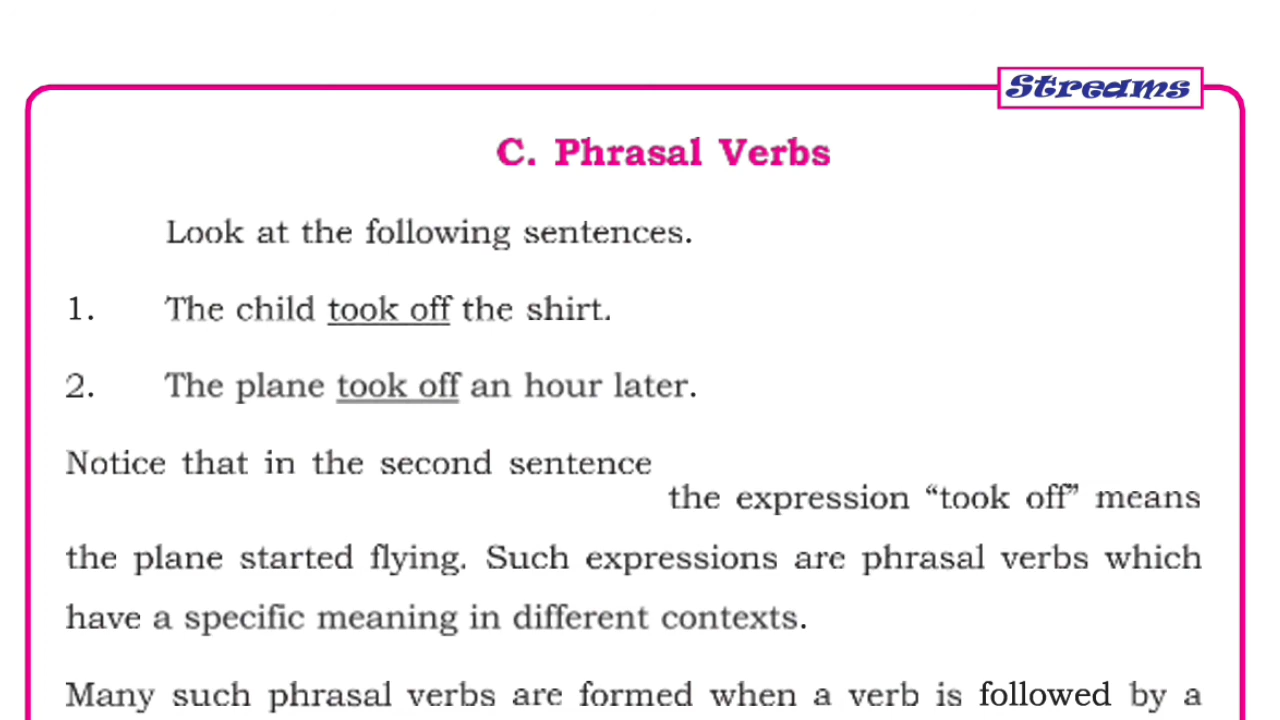 Streams
C. Phrasal Verbs
Look at the following sentences.
1. The child took off the shirt.
2. The plane took off an hour later.
Notice that in the second sentence
the expression “took off” means
the plane started flying. Such expressions are phrasal verbs which
have a specific meaning in different contexts.
Many such phrasal verbs are formed when a verb is followed by a